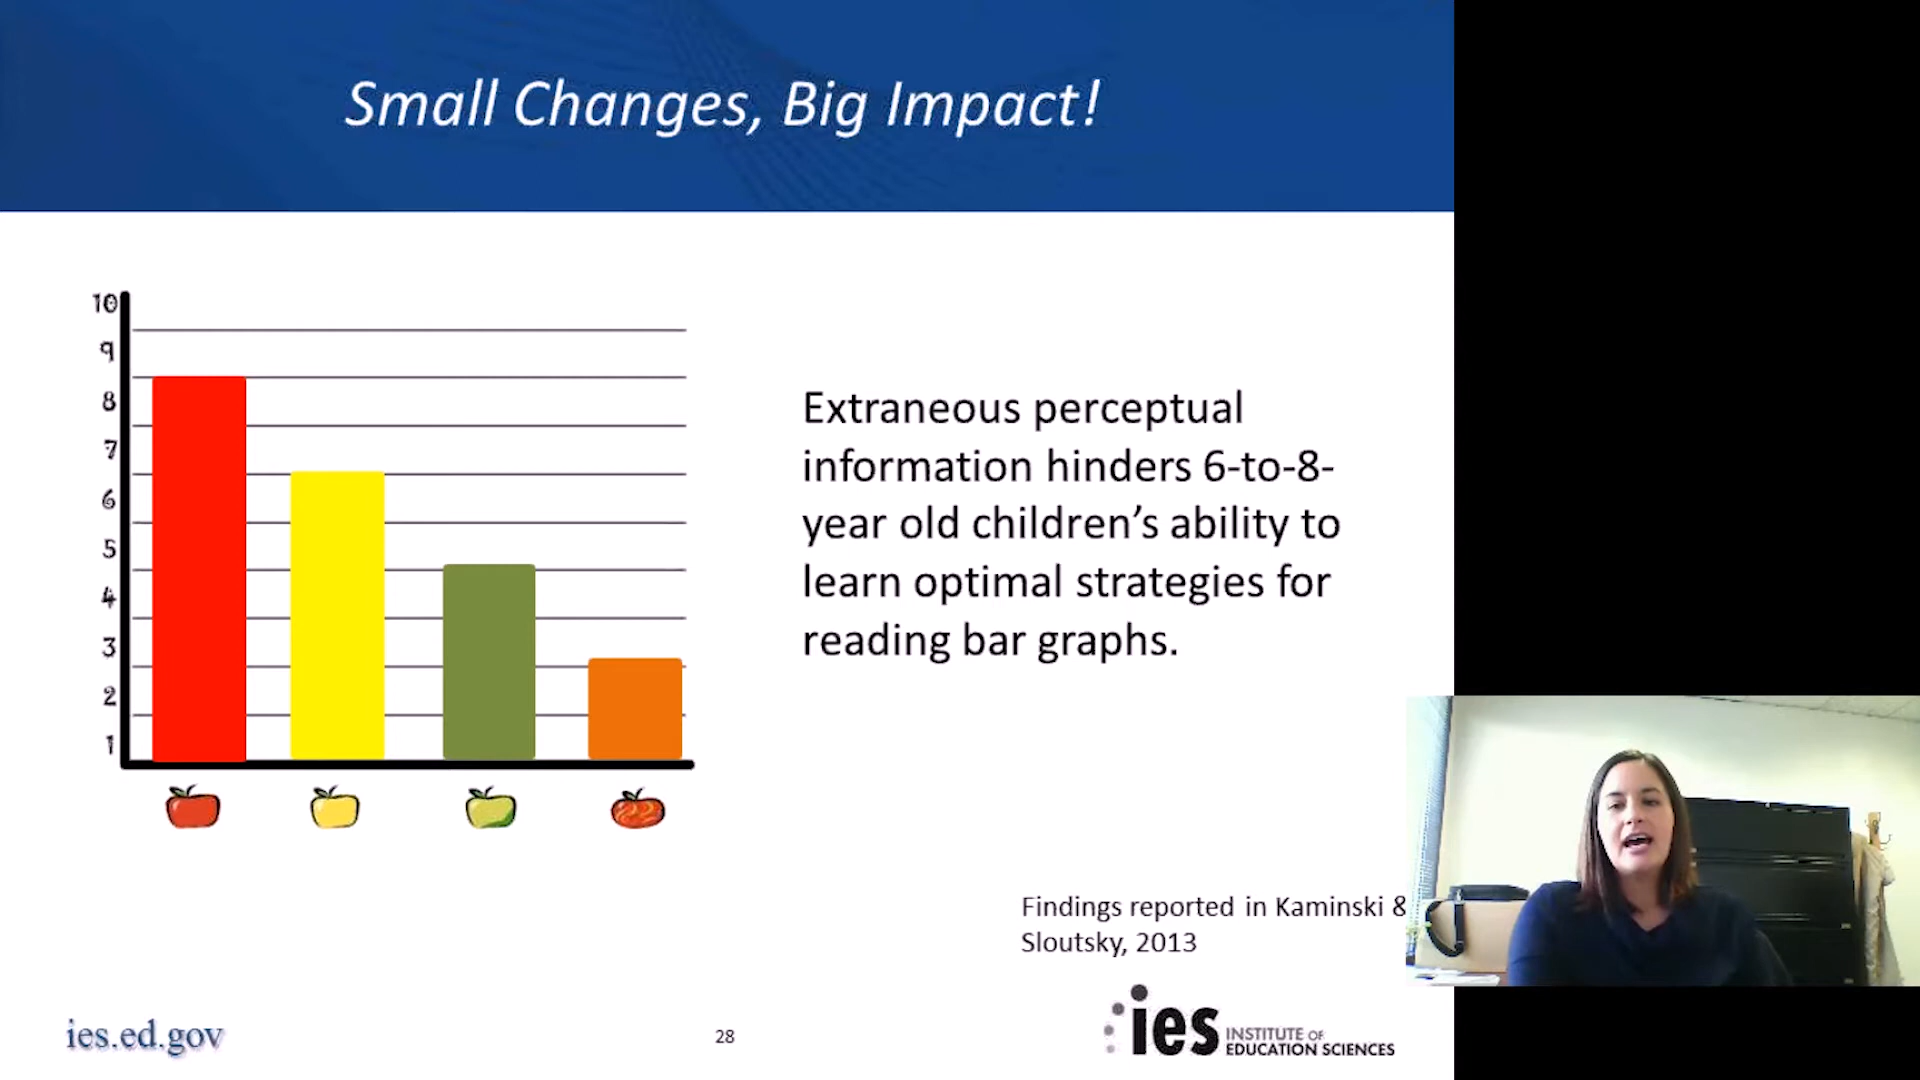 Small Changes, Big Impact!
10
9
8
7
6
5
4
3
2
1
Extraneous perceptual
information hinders 6-to-8-
year old children’s ability to
learn optimal strategies for
reading bar graphs.
Findings reported in Kaminski &
Sloutsky, 2013
ies.ed.gov
28
ies INSTITUTE OF
EDUCATION SCIENCES